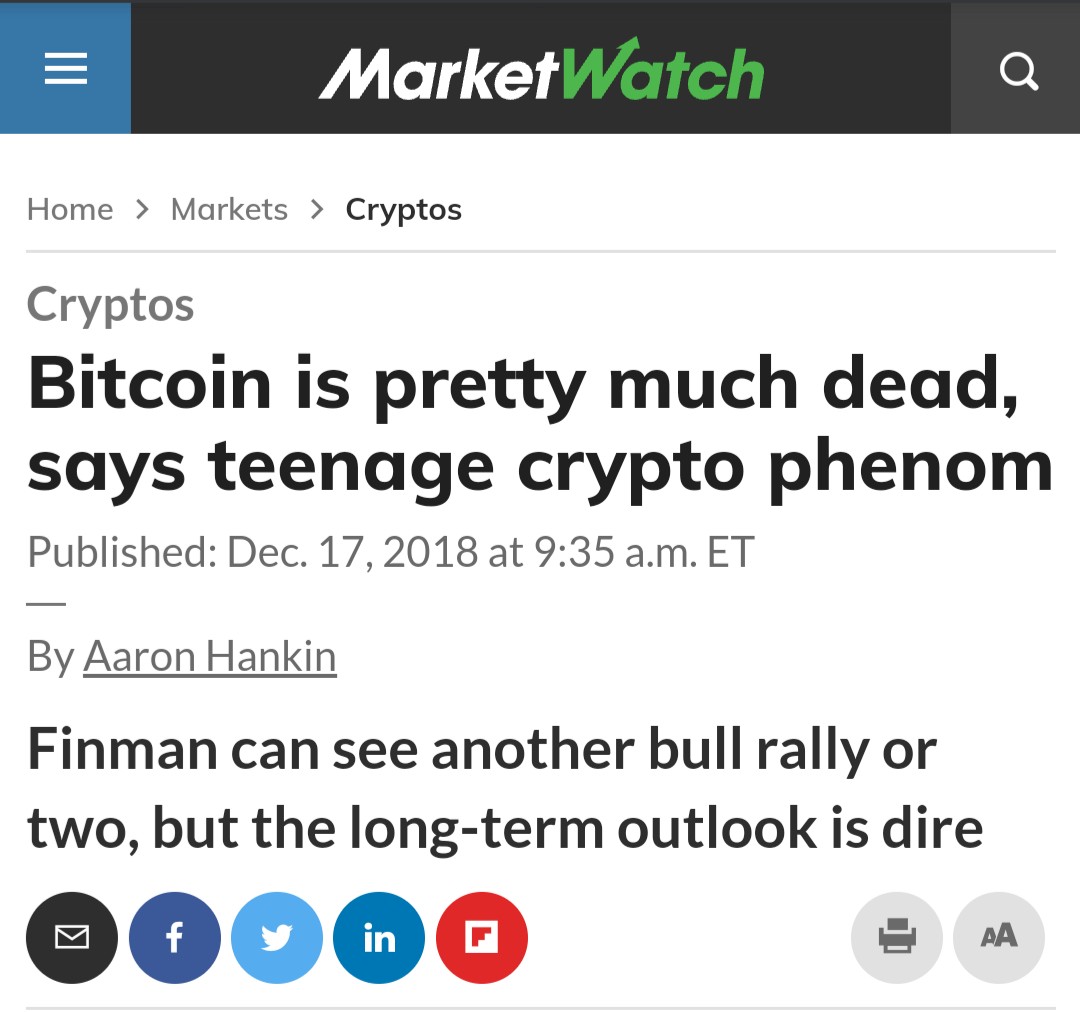 MarketWatch
Home > Markets > Cryptos
Cryptos
Bitcoin is pretty much dead,
says teenage crypto phenom
Published: Dec. 17, 2018 at 9:35 a.m. ET
By Aaron Hankin
Finman can see another bull rally or
two, but the long-term outlook is dire
f in AA